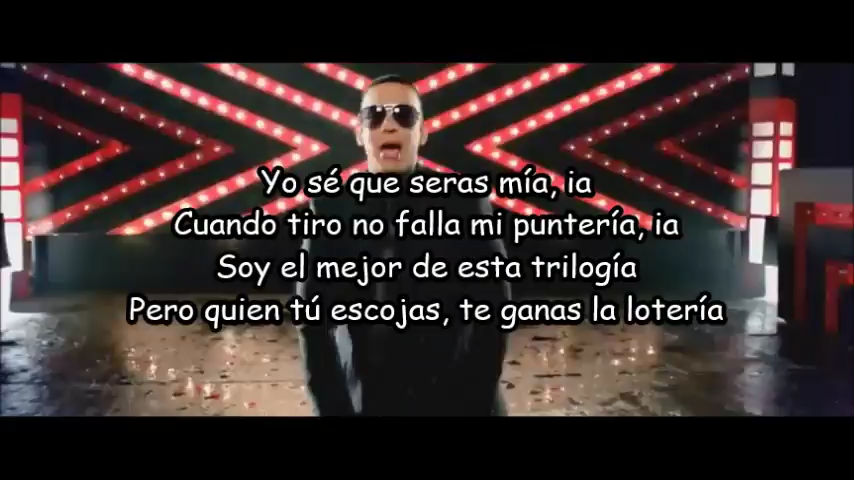 Yo sé que seras mía, ia
Cuando tiro no falla mi puntería, ia
Soy el mejor de esta trilogía
Pero quien tú escojas, te ganas la lotería